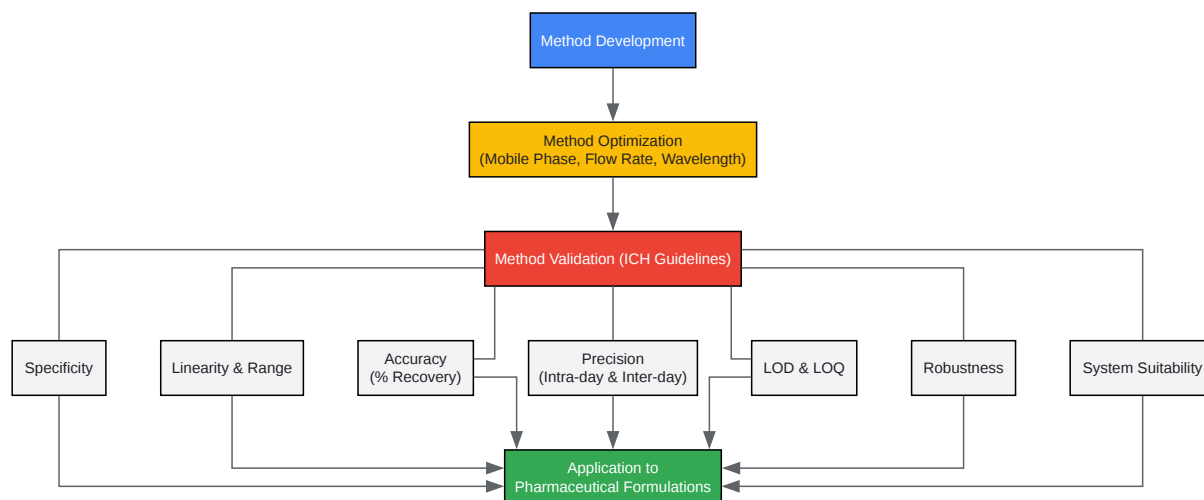 Method Development
Method Optimization
(Mobile Phase, Flow Rate, Wavelength)
Method Validation (ICH Guidelines)
Specificity
Linearity & Range
Accuracy
(% Recovery)
Precision
(Intra-day & Inter-day)
LOD & LOQ
Robustness
System Suitability
Application to
Pharmaceutical Formulations